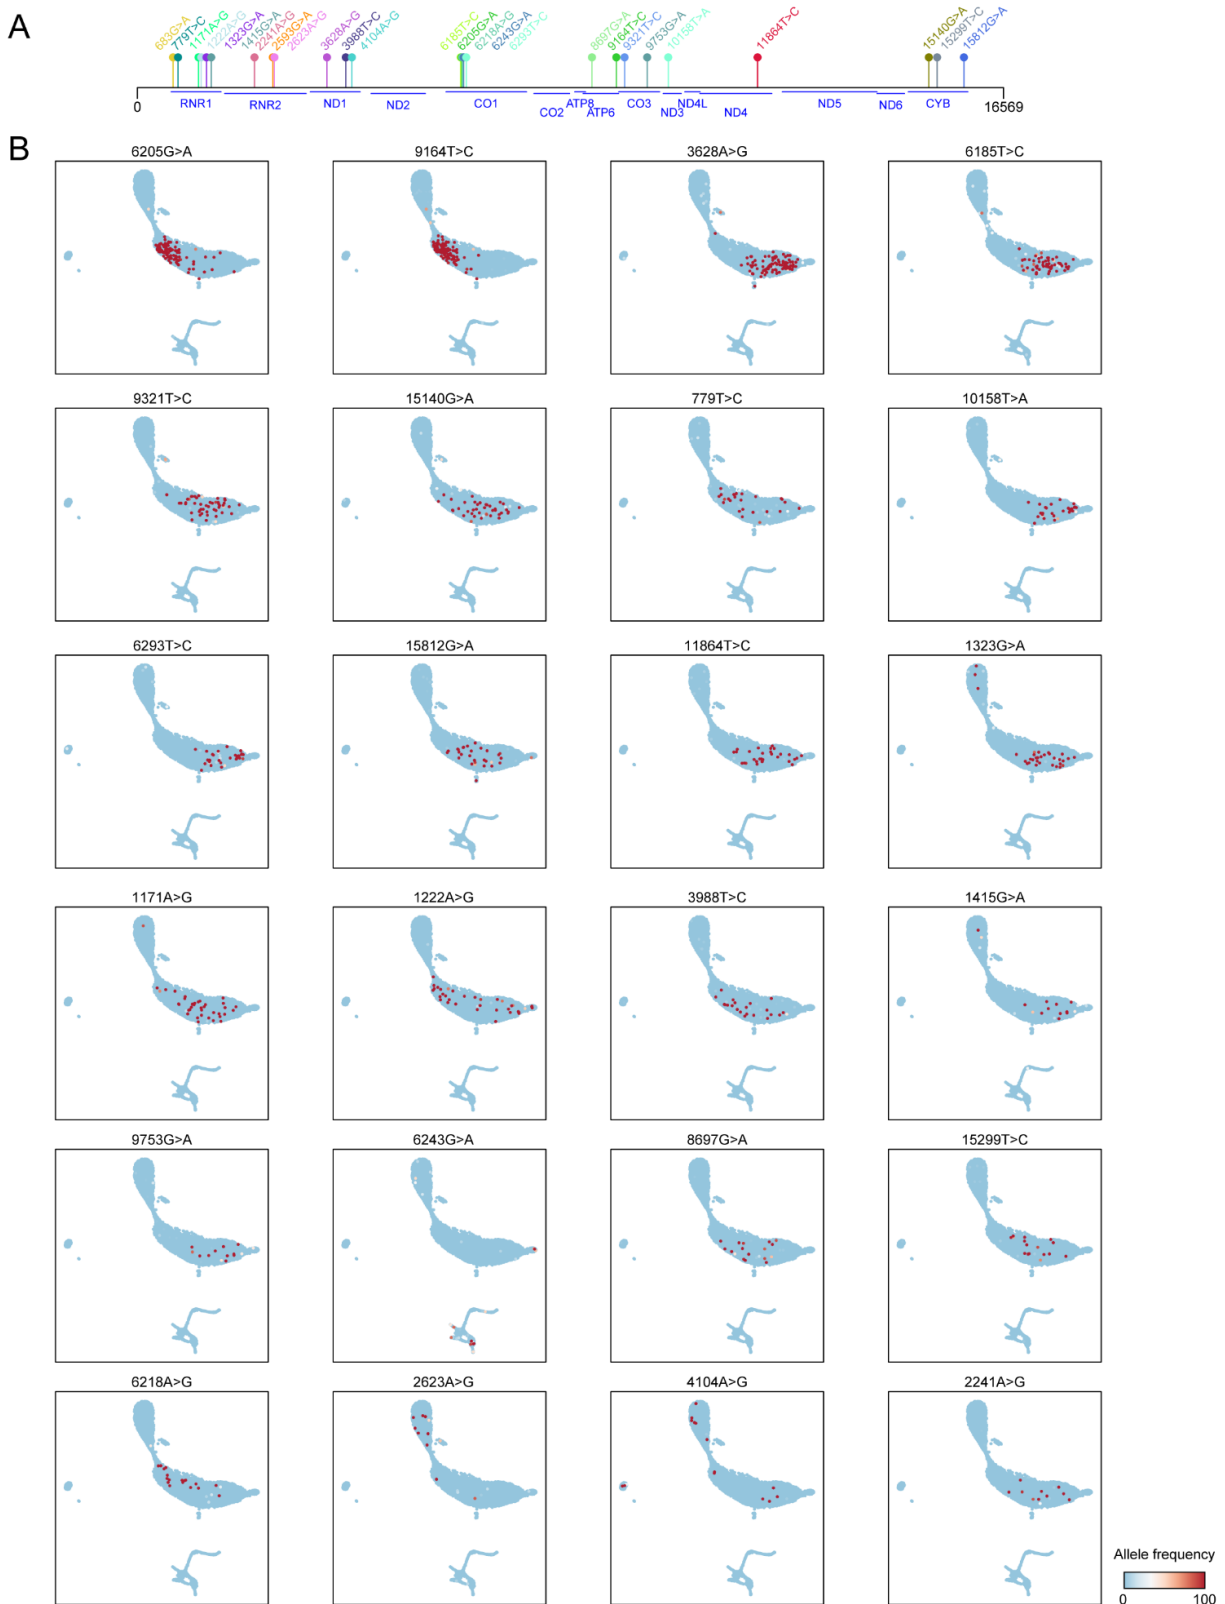 A
683G>A 779T>C 1171A>G 1222A>G 1323G>A 1415G>A 2241A>G 2593G>A 2623A>G 3628A>G 3988T>C 4104A>G 6185T>C 6205G>A 6218A>G 6243G>A 6293T>C 8697G>A 9164T>C 9321T>C 9753G>A 10158T>A 11864T>C 15140G>A 15299T>C 15812G>A
0 RNR1 RNR2 ND1 ND2 CO1 CO2 ATP8 ATP6 CO3 ND3 ND4L ND4 ND5 ND6 CYB 16569
B
6205G>A 9164T>C 3628A>G 6185T>C
9321T>C 15140G>A 779T>C 10158T>A
6293T>C 15812G>A 11864T>C 1323G>A
1171A>G 1222A>G 3988T>C 1415G>A
9753G>A 6243G>A 8697G>A 15299T>C
6218A>G 2623A>G 4104A>G 2241A>G
Allele frequency
0 100